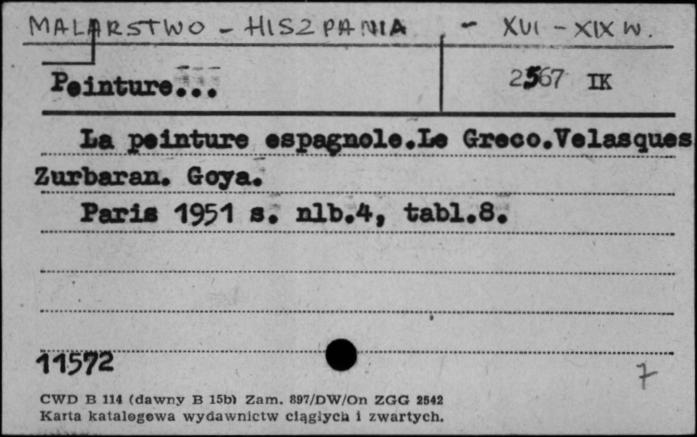 MALARSTWO - HISZPANIA - XVI - XIX W.
Peinture... 2567 IK
La peinture espagnole.Le Greco.Velasques
Zurbaran. Goya.
Paris 1951 s. nlb.4, tabl.8.
11572
7
CWD B 114 (dawny B 15b) Zam. 897/DW/On ZGG 2542
Karta katalogowa wydawnictw ciągłych i zwartych.